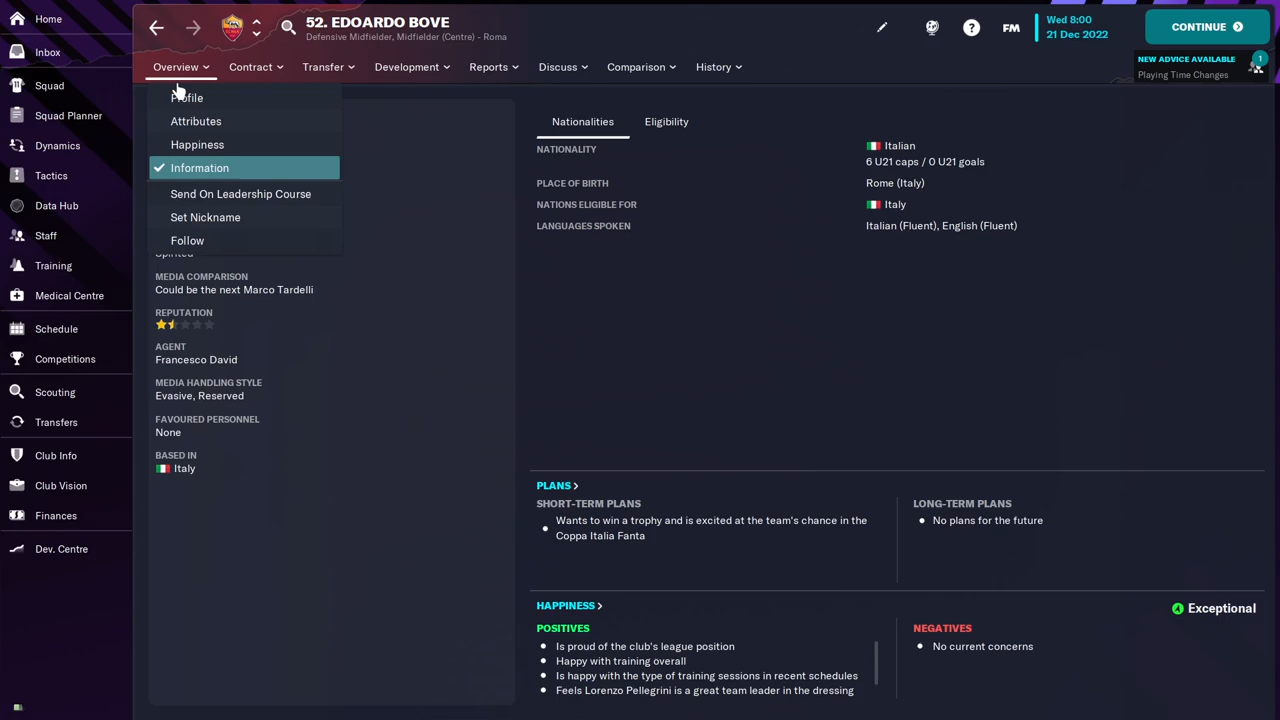 Home
Inbox
Squad
Squad Planner
Dynamics
Tactics
Data Hub
Staff
Training
Medical Centre
Schedule
Competitions
Scouting
Transfers
Club Info
Club Vision
Finances
Dev. Centre
52. EDOARDO BOVE
Defensive Midfielder, Midfielder (Centre) - Roma
FM
Wed 8:00
21 Dec 2022
CONTINUE
NEW ADVICE AVAILABLE
1
Playing Time Changes
Overview
Contract
Transfer
Development
Reports
Discuss
Comparison
History
Profile
Attributes
Happiness
Information
Send On Leadership Course
Set Nickname
Follow
Spirited
MEDIA COMPARISON
Could be the next Marco Tardelli
REPUTATION
AGENT
Francesco David
MEDIA HANDLING STYLE
Evasive, Reserved
FAVOURED PERSONNEL
None
BASED IN
Italy
Nationalities
Eligibility
NATIONALITY
Italian
6 U21 caps / 0 U21 goals
PLACE OF BIRTH
Rome (Italy)
NATIONS ELIGIBLE FOR
Italy
LANGUAGES SPOKEN
Italian (Fluent), English (Fluent)
PLANS >
SHORT-TERM PLANS
Wants to win a trophy and is excited at the team's chance in the
Coppa Italia Fanta
LONG-TERM PLANS
No plans for the future
HAPPINESS >
Exceptional
POSITIVES
Is proud of the club's league position
Happy with training overall
Is happy with the type of training sessions in recent schedules
Feels Lorenzo Pellegrini is a great team leader in the dressing
NEGATIVES
No current concerns